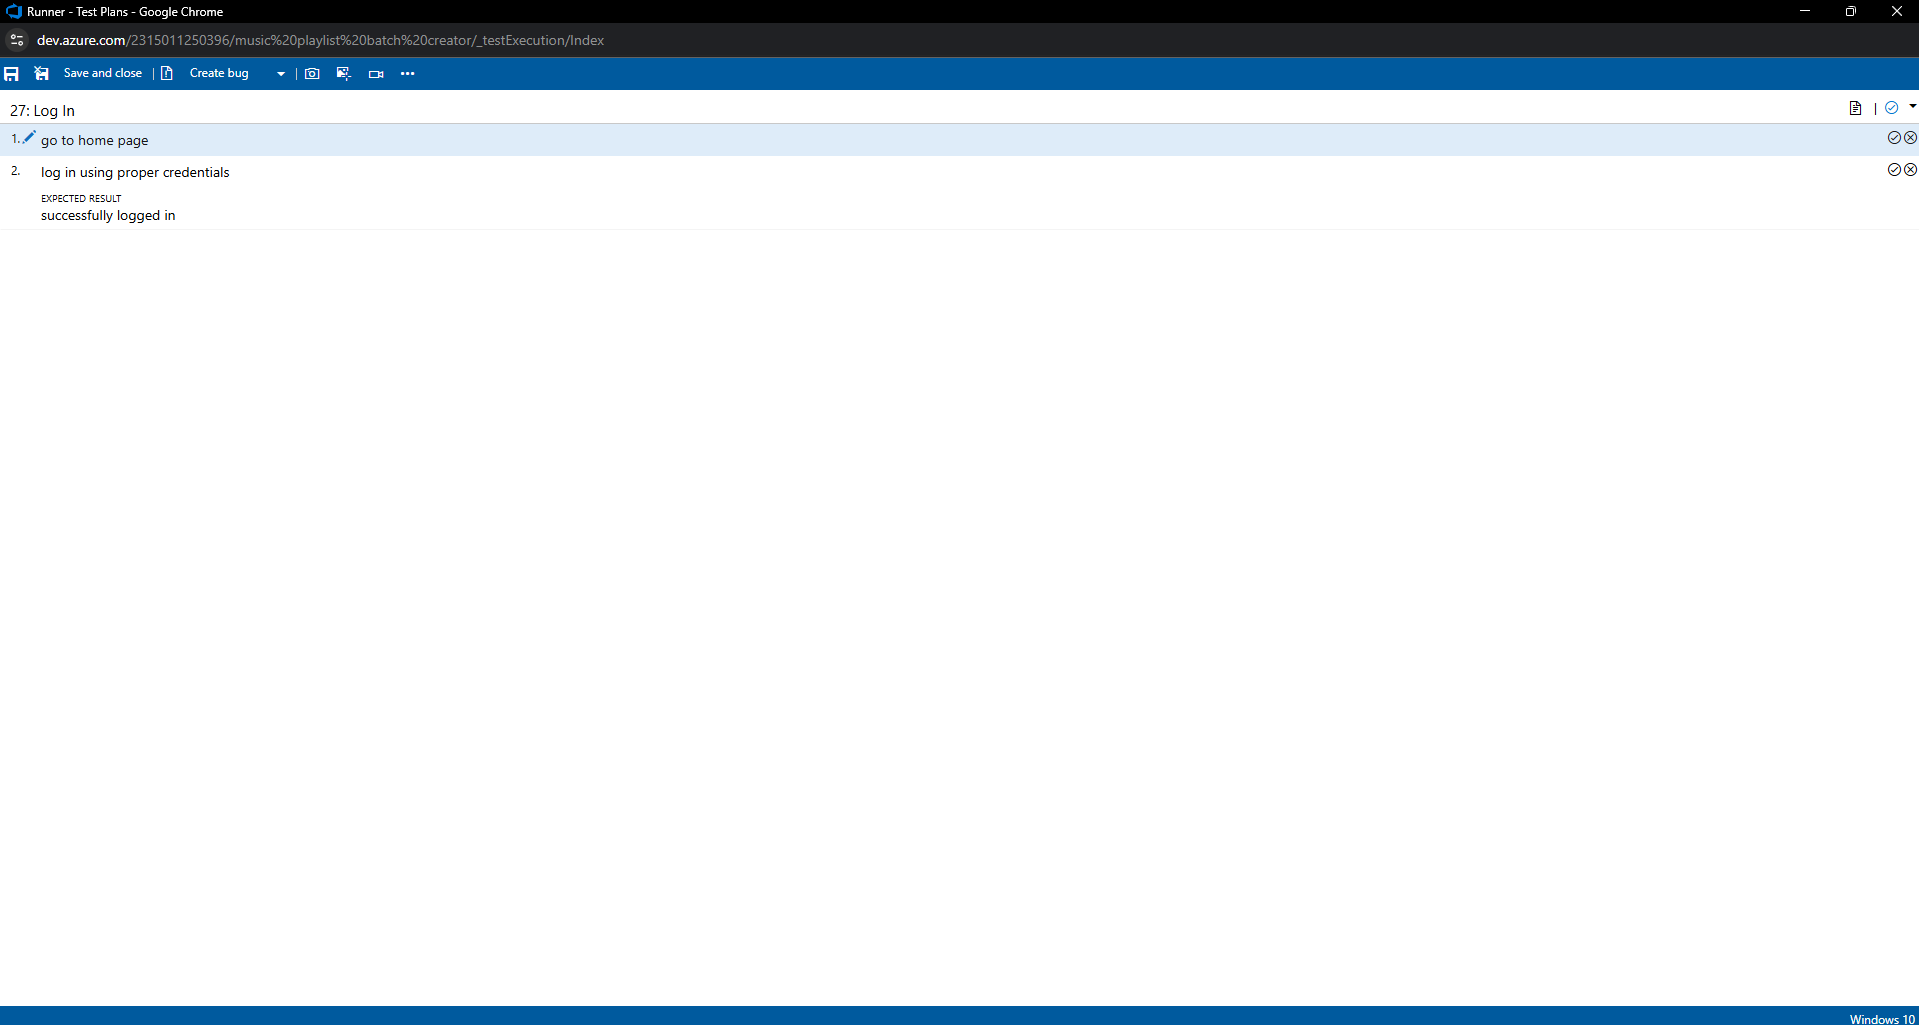 Runner - Test Plans - Google Chrome
dev.azure.com/2315011250396/music%20playlist%20batch%20creator/_testExecution/Index
Save and close | Create bug
27: Log In
1. go to home page
2. log in using proper credentials
EXPECTED RESULT
successfully logged in
Windows 10